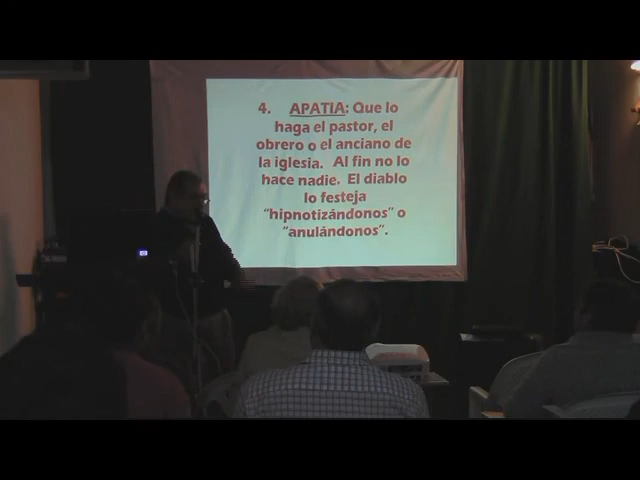 4. APATIA: Que lo
haga el pastor, el
obrero o el anciano de
la iglesia. Al fin no lo
hace nadie. El diablo
lo festeja
"hipnotizándonos" o
"anulándonos".